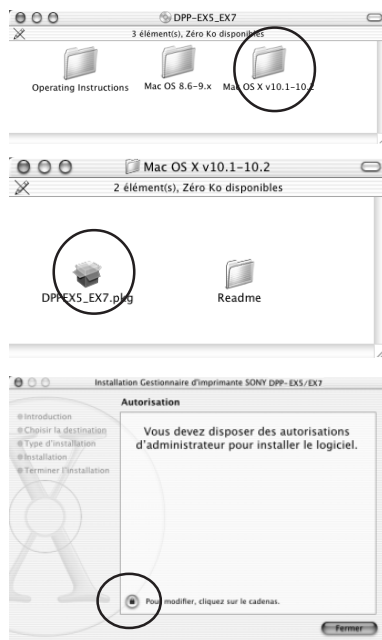 DPP-EX5_EX7
3 élément(s), Zéro Ko disponibles
Operating Instructions
Mac OS 8.6-9.x
Mac OS X v10.1-10.2
Mac OS X v10.1-10.2
2 élément(s), Zéro Ko disponibles
DPPEX5_EX7.pkg
Readme
Installation Gestionnaire d'imprimante SONY DPP-EX5/EX7
Autorisation
Introduction
Choisir la destination
Type d'installation
Installation
Terminer l'installation
Vous devez disposer des autorisations
d'administrateur pour installer le logiciel.
Pour modifier, cliquez sur le cadenas.
Fermer